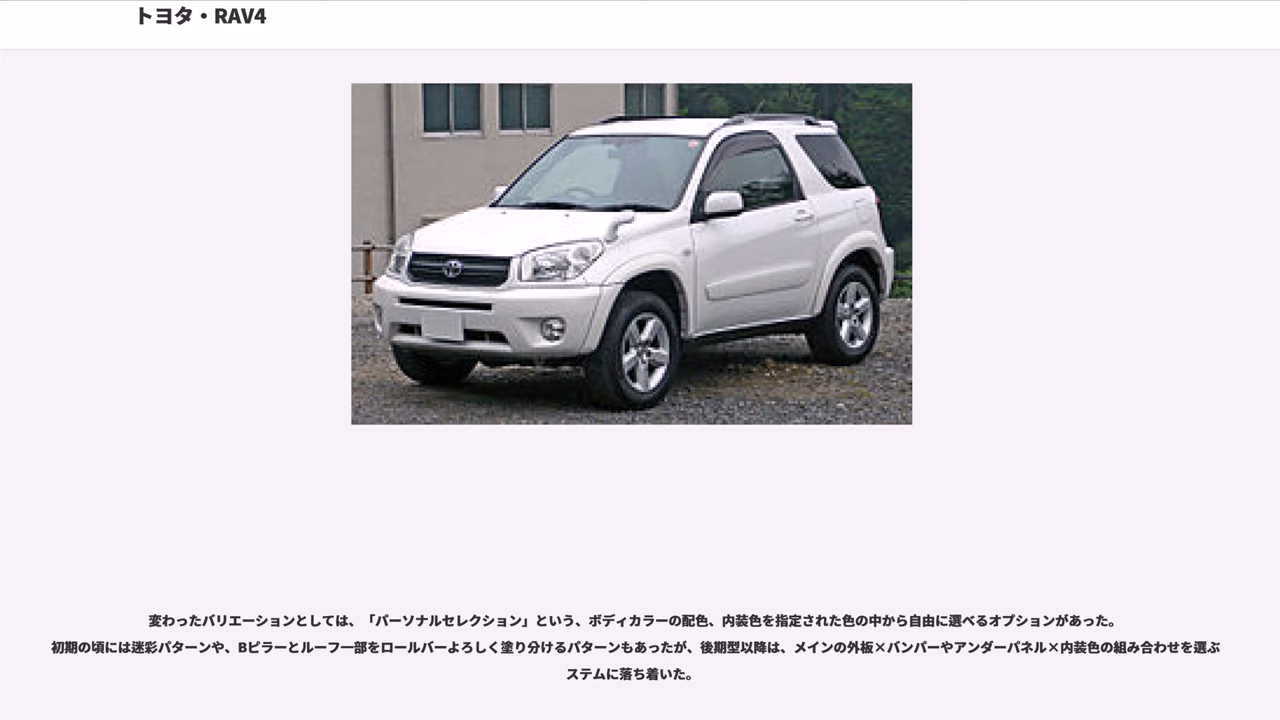 トヨタ・RAV4
変わったバリエーションとしては、「パーソナルセレクション」という、ボディカラーの配色、内装色を指定された色の中から自由に選べるオプションがあった。
初期の頃には迷彩パターンや、Bピラーとルーフ一部をロールバーよろしく塗り分けるパターンもあったが、後期型以降は、メインの外板×バンパーやアンダーパネル×内装色の組み合わせを選ぶ
ステムに落ち着いた。